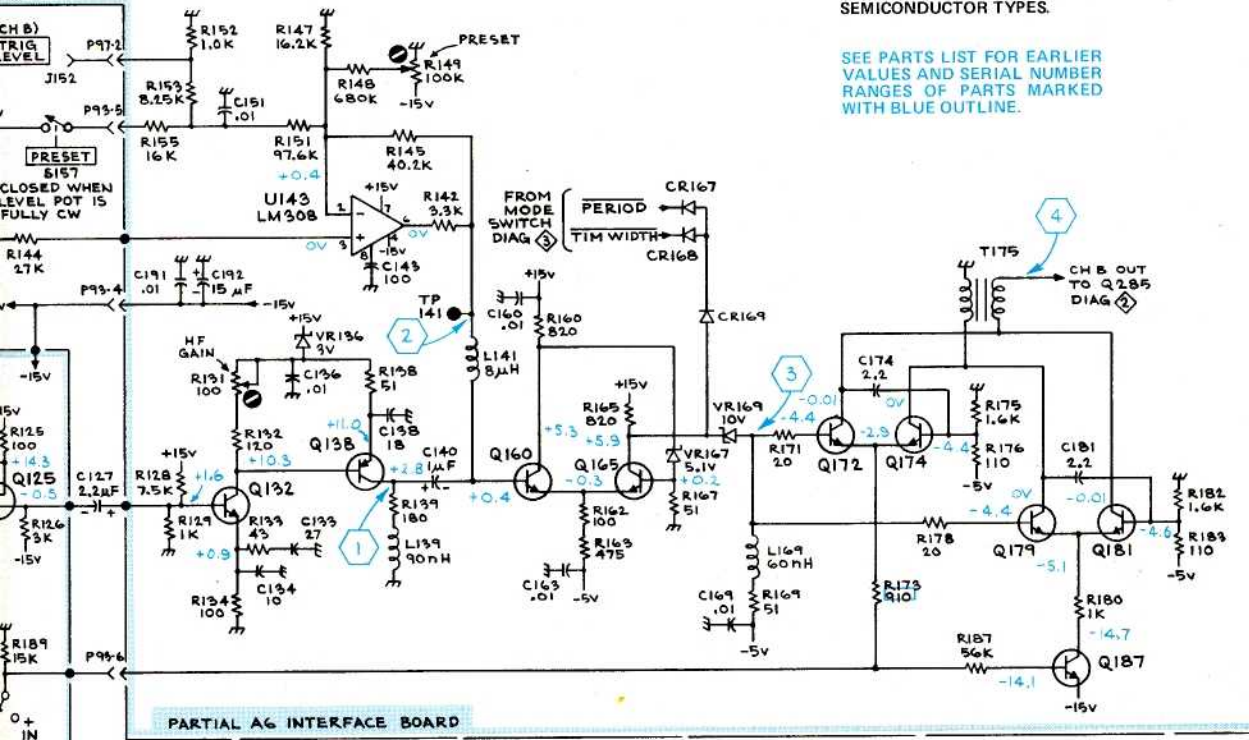 SEMICONDUCTOR TYPES.
SEE PARTS LIST FOR EARLIER
VALUES AND SERIAL NUMBER
RANGES OF PARTS MARKED
WITH BLUE OUTLINE.
CH B)
TRIG
LEVEL
P97-2
J152
R152
1.0K
R153
8.25K
C151
.01
P93-5
R155
16K
PRESET
S157
CLOSED WHEN
LEVEL POT IS
FULLY CW
R144
27K
R147
16.2K
R148
680K
R149
100K
PRESET
-15V
R151
97.6K
+0.4
R145
40.2K
U143
LM308
+15V
7
2
-
3
+
6
4
-15V
8
0V
0V
R142
3.3K
C143
100
P93-4
C191
.01
C192
15 µF
-15V
-15V
FROM
MODE
SWITCH
DIAG 3
PERIOD
TIM WIDTH
CR167
CR168
CR169
T175
4
CH B OUT
TO Q285
DIAG 2
TP
141
2
L141
8µH
HF
GAIN
R131
100
+15V
VR136
3V
C136
.01
R138
51
+11.0
C138
18
Q138
+2.8
C140
1µF
R132
120
+10.3
15V
R125
100
+14.3
Q125
-0.5
R126
3K
-15V
C127
2.2µF
R128
7.5K
+15V
+1.6
R129
1K
Q132
+0.9
R133
43
C133
27
C134
10
R134
100
1
R139
180
L139
90nH
+15V
C160
.01
R160
820
Q160
+5.3
+0.4
-0.3
+15V
R165
820
+5.9
Q165
R162
100
R163
475
C163
.01
-5V
VR167
5.1V
+0.2
R167
51
VR169
10V
3
-4.4
R171
20
-0.01
C174
2.2
0V
Q172
-2.9
Q174
-4.4
R175
1.6K
R176
110
-5V
L169
60nH
C169
.01
R169
51
-5V
R178
20
R173
910
0V
-4.4
Q179
-5.1
C181
2.2
-0.01
Q181
-4.6
R182
1.6K
R183
110
-5V
R180
1K
-14.7
R187
56K
-14.1
Q187
-15V
R189
15K
P93-6
+
IN
PARTIAL A6 INTERFACE BOARD